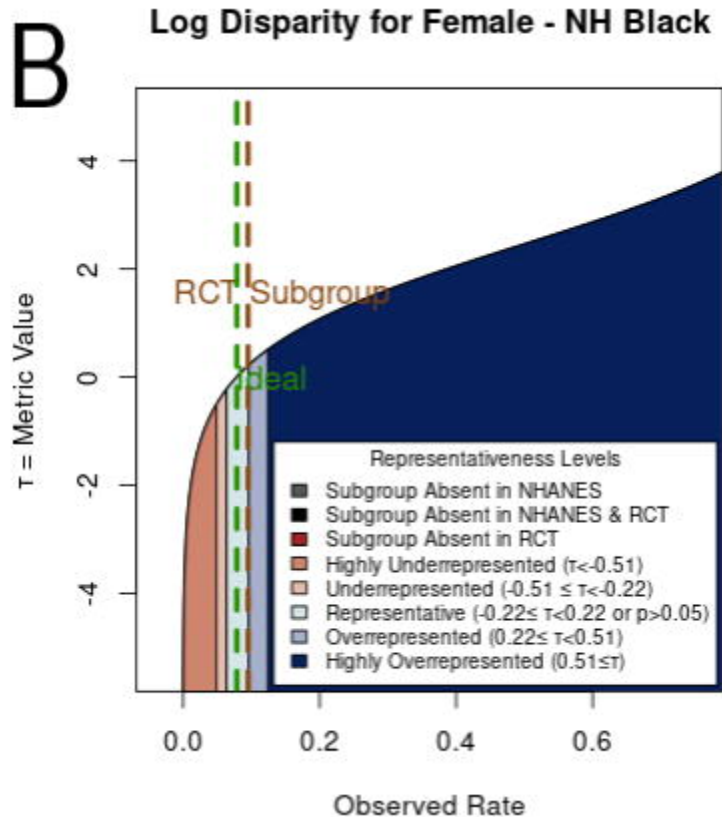 B
Log Disparity for Female - NH Black
τ = Metric Value
4
2
0
-2
-4
RCT Subgroup
Ideal
Representativeness Levels
Subgroup Absent in NHANES
Subgroup Absent in NHANES & RCT
Subgroup Absent in RCT
Highly Underrepresented (τ<-0.51)
Underrepresented (-0.51 ≤ τ<-0.22)
Representative (-0.22≤ τ<0.22 or p>0.05)
Overrepresented (0.22≤ τ<0.51)
Highly Overrepresented (0.51≤τ)
0.0 0.2 0.4 0.6
Observed Rate